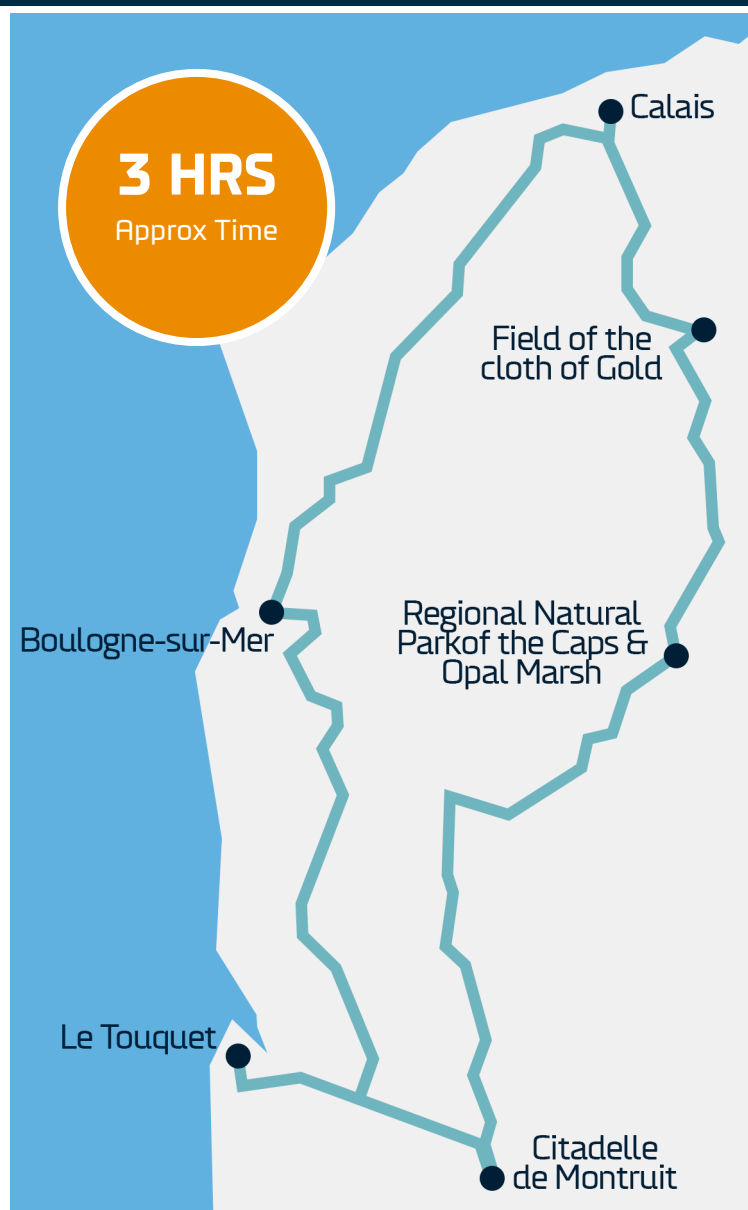 3 HRS
Approx Time
Calais
Field of the
cloth of Gold
Boulogne-sur-Mer
Regional Natural
Parkof the Caps &
Opal Marsh
Le Touquet
Citadelle
de Montruit